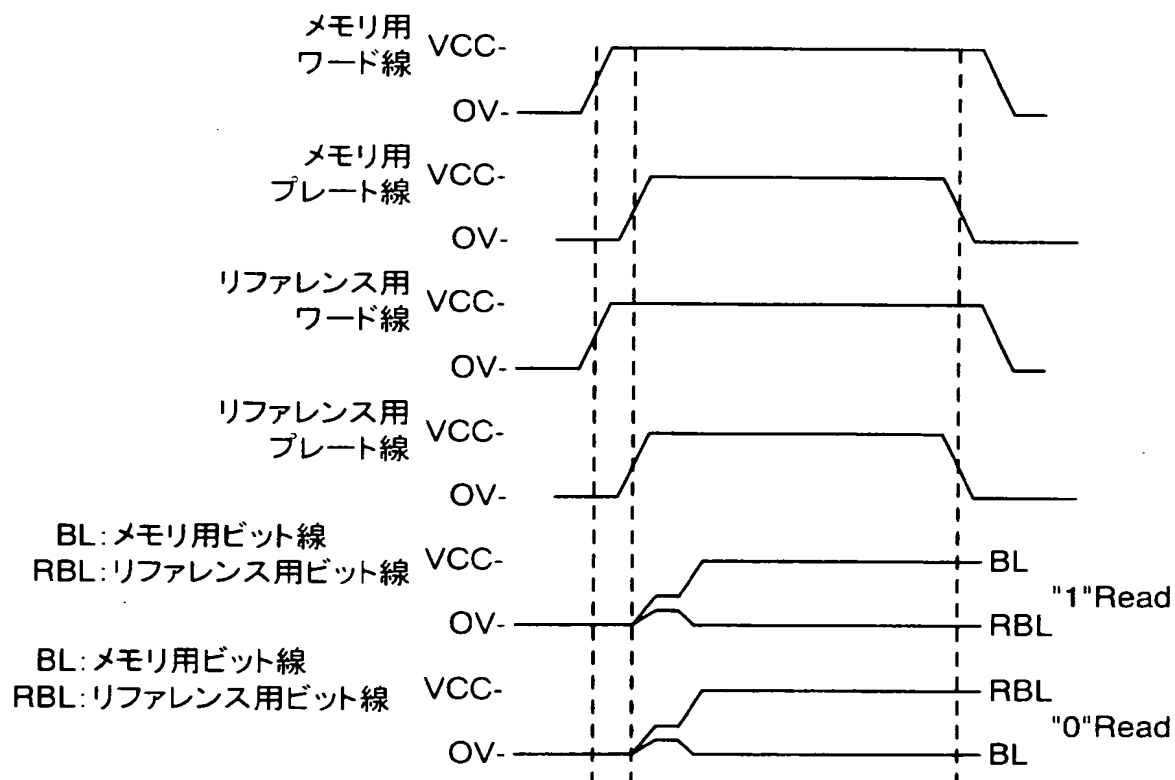 メモリ用
ワード線
VCC-
OV-
メモリ用
プレート線
VCC-
OV-
リファレンス用
ワード線
VCC-
OV-
リファレンス用
プレート線
VCC-
OV-
BL:メモリ用ビット線
RBL:リファレンス用ビット線
VCC-
OV-
BL
RBL
"1"Read
BL:メモリ用ビット線
RBL:リファレンス用ビット線
VCC-
OV-
RBL
BL
"0"Read